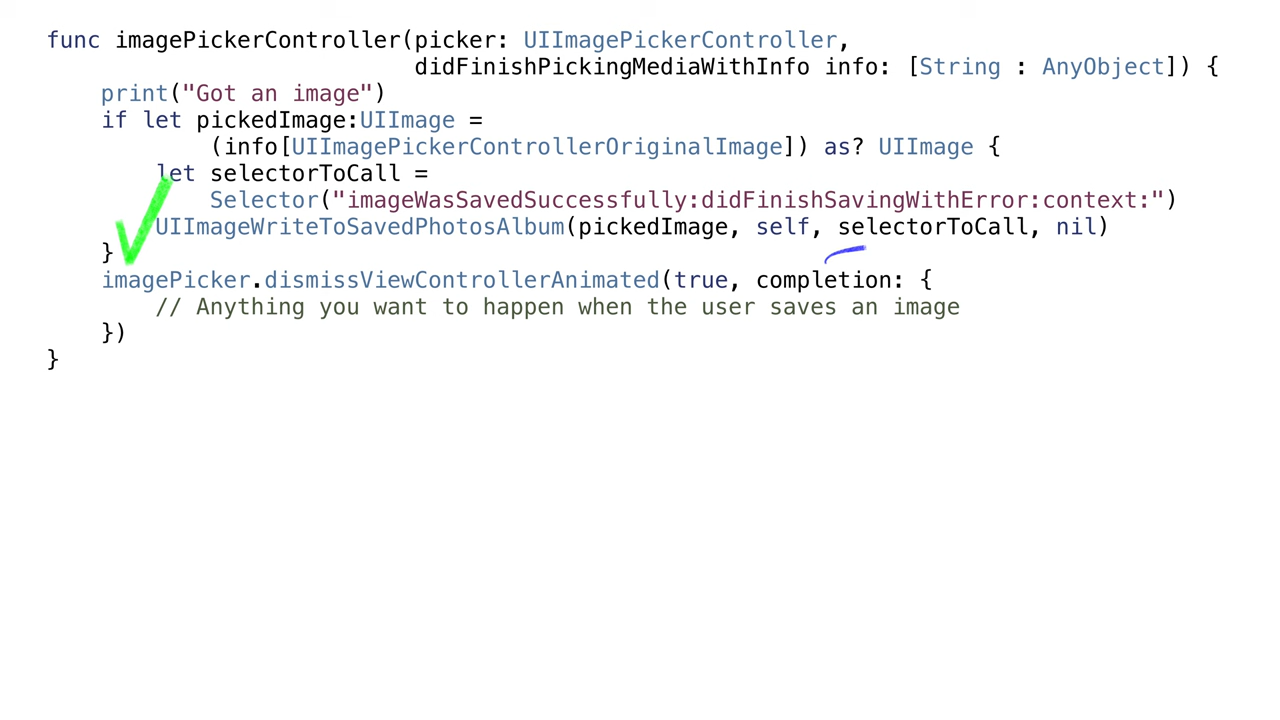 func imagePickerController(picker: UIImagePickerController,
didFinishPickingMediaWithInfo info: [String : AnyObject]) {
print("Got an image")
if let pickedImage:UIImage =
(info[UIImagePickerControllerOriginalImage]) as? UIImage {
let selectorToCall =
Selector("imageWasSavedSuccessfully:didFinishSavingWithError:context:")
UIImageWriteToSavedPhotosAlbum(pickedImage, self, selectorToCall, nil)
}
imagePicker.dismissViewControllerAnimated(true, completion: {
// Anything you want to happen when the user saves an image
})
}